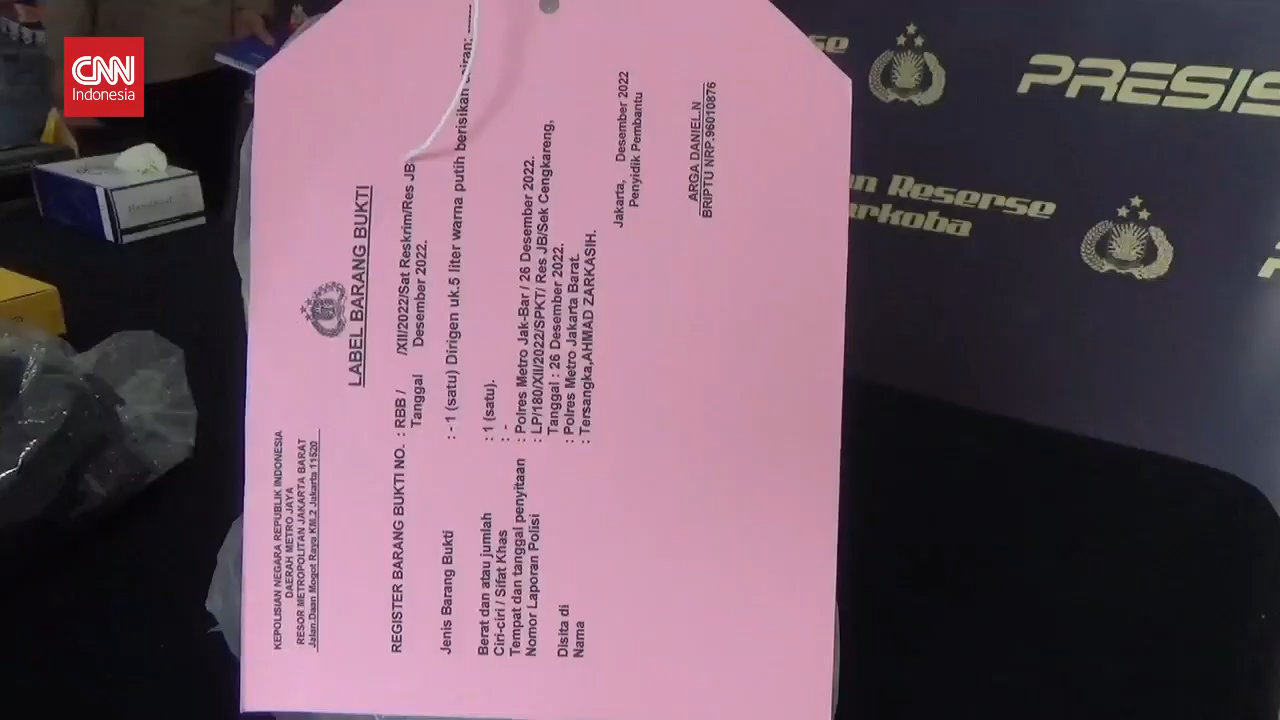 CNN
Indonesia
KEPOLISIAN NEGARA REPUBLIK INDONESIA
DAERAH METRO JAYA
RESOR METROPOLITAN JAKARTA BARAT
Jalan.Daan Mogot Raya KM.2 Jakarta 11520
LABEL BARANG BUKTI
REGISTER BARANG BUKTI NO. : RBB / /XII/2022/Sat Reskrim/Res JB
Tanggal Desember 2022.
Jenis Barang Bukti : - 1 (satu) Dirigen uk.5 liter warna putih berisikan
Berat dan atau jumlah : 1 (satu).
Ciri-ciri / Sifat Khas : -
Tempat dan tanggal penyitaan : Polres Metro Jak-Bar / 26 Desember 2022.
Nomor Laporan Polisi : LP/180/XII/2022/SPKT/ Res JB/Sek Cengkareng,
Tanggal : 26 Desember 2022.
Disita di : Polres Metro Jakarta Barat.
Nama : Tersangka,AHMAD ZARKASIH.
Jakarta, Desember 2022
Penyidik Pembantu
ARGA DANIEL.N
BRIPTU NRP.96010876
PRESIS
Reserse